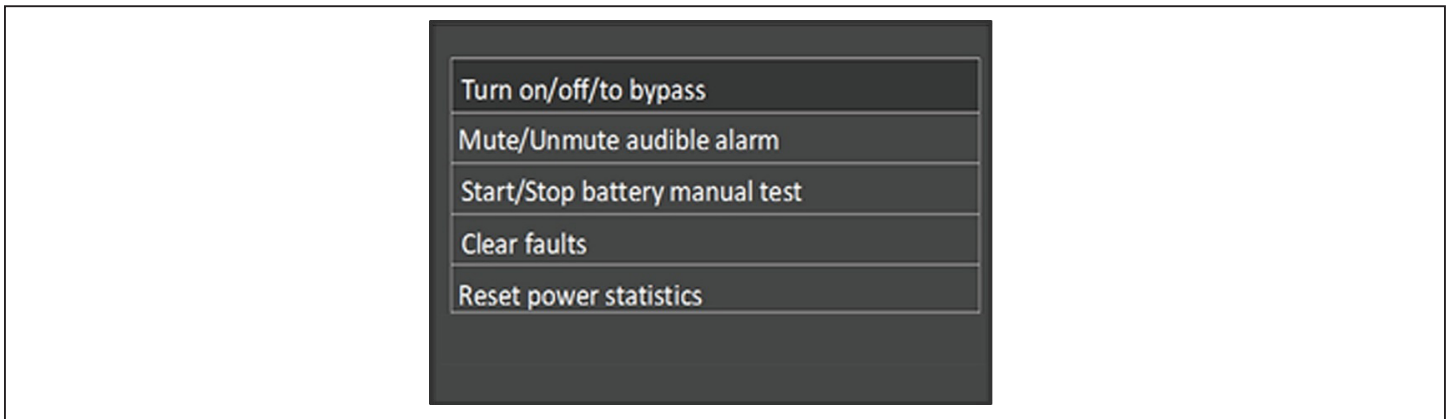 Turn on/off/to bypass
Mute/Unmute audible alarm
Start/Stop battery manual test
Clear faults
Reset power statistics